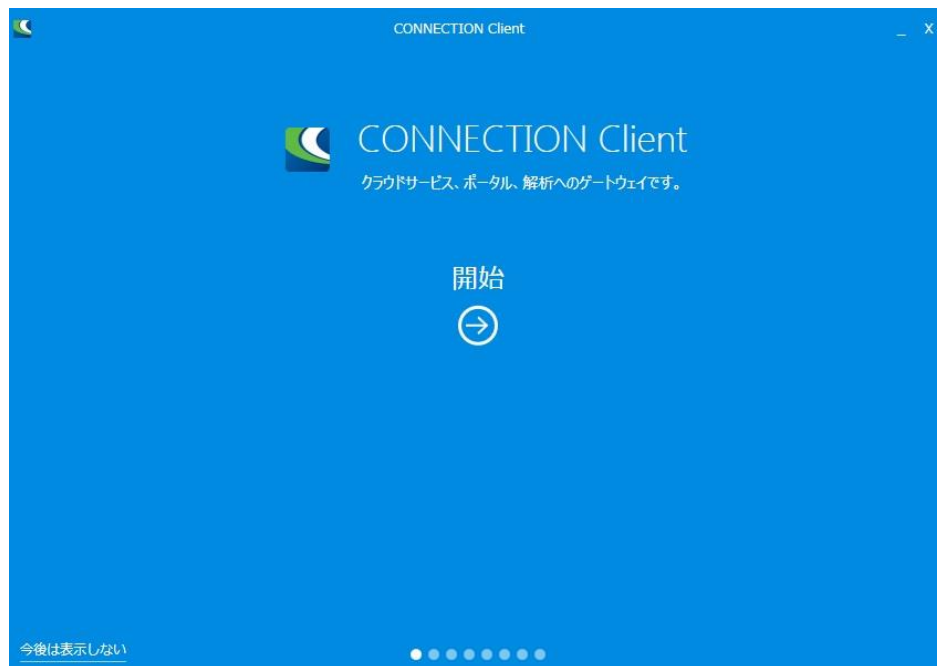 CONNECTION Client
_ X
CONNECTION Client
クラウドサービス、ポータル、解析へのゲートウェイです。
開始
今後は表示しない